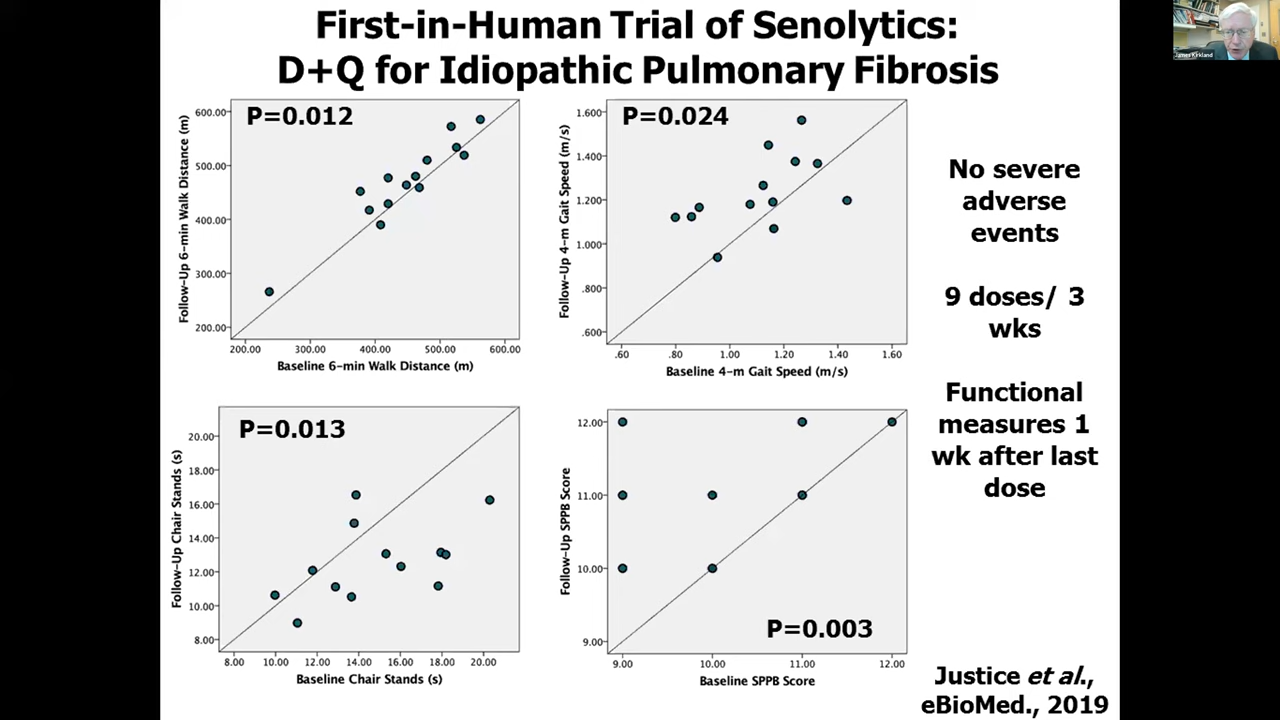 First-in-Human Trial of Senolytics:
D+Q for Idiopathic Pulmonary Fibrosis
James Kirkland
P=0.012
Follow-Up 6-min Walk Distance (m)
600.00
500.00
400.00
300.00
200.00
200.00 300.00 400.00 500.00 600.00
Baseline 6-min Walk Distance (m)
P=0.024
Follow-Up 4-m Gait Speed (m/s)
1.600
1.400
1.200
1.000
.800
.600
.60 .80 1.00 1.20 1.40 1.60
Baseline 4-m Gait Speed (m/s)
P=0.013
Follow-Up Chair Stands (s)
20.00
18.00
16.00
14.00
12.00
10.00
8.00
8.00 10.00 12.00 14.00 16.00 18.00 20.00
Baseline Chair Stands (s)
Follow-Up SPPB Score
12.00
11.00
10.00
9.00
P=0.003
9.00 10.00 11.00 12.00
Baseline SPPB Score
No severe
adverse
events
9 doses/ 3
wks
Functional
measures 1
wk after last
dose
Justice et al.,
eBioMed., 2019